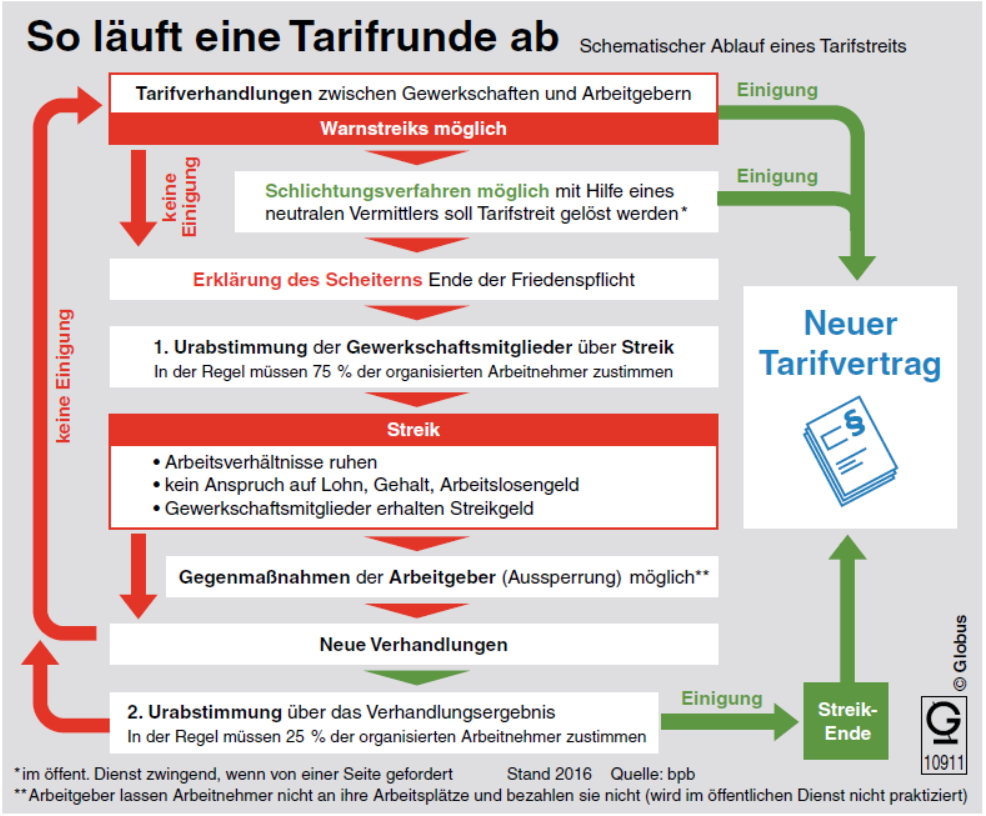 So läuft eine Tarifrunde ab
Schematischer Ablauf eines Tarifstreits
Tarifverhandlungen zwischen Gewerkschaften und Arbeitgebern
Warnstreiks möglich
Einigung
keine
Einigung
Schlichtungsverfahren möglich mit Hilfe eines
neutralen Vermittlers soll Tarifstreit gelöst werden*
Einigung
Erklärung des Scheiterns Ende der Friedenspflicht
keine Einigung
1. Urabstimmung der Gewerkschaftsmitglieder über Streik
In der Regel müssen 75 % der organisierten Arbeitnehmer zustimmen
Neuer
Tarifvertrag
§
Streik
• Arbeitsverhältnisse ruhen
• kein Anspruch auf Lohn, Gehalt, Arbeitslosengeld
• Gewerkschaftsmitglieder erhalten Streikgeld
Gegenmaßnahmen der Arbeitgeber (Aussperrung) möglich**
Neue Verhandlungen
2. Urabstimmung über das Verhandlungsergebnis
In der Regel müssen 25 % der organisierten Arbeitnehmer zustimmen
Einigung
Streik-
Ende
© Globus
G
10911
*im öffent. Dienst zwingend, wenn von einer Seite gefordert Stand 2016 Quelle: bpb
**Arbeitgeber lassen Arbeitnehmer nicht an ihre Arbeitsplätze und bezahlen sie nicht (wird im öffentlichen Dienst nicht praktiziert)